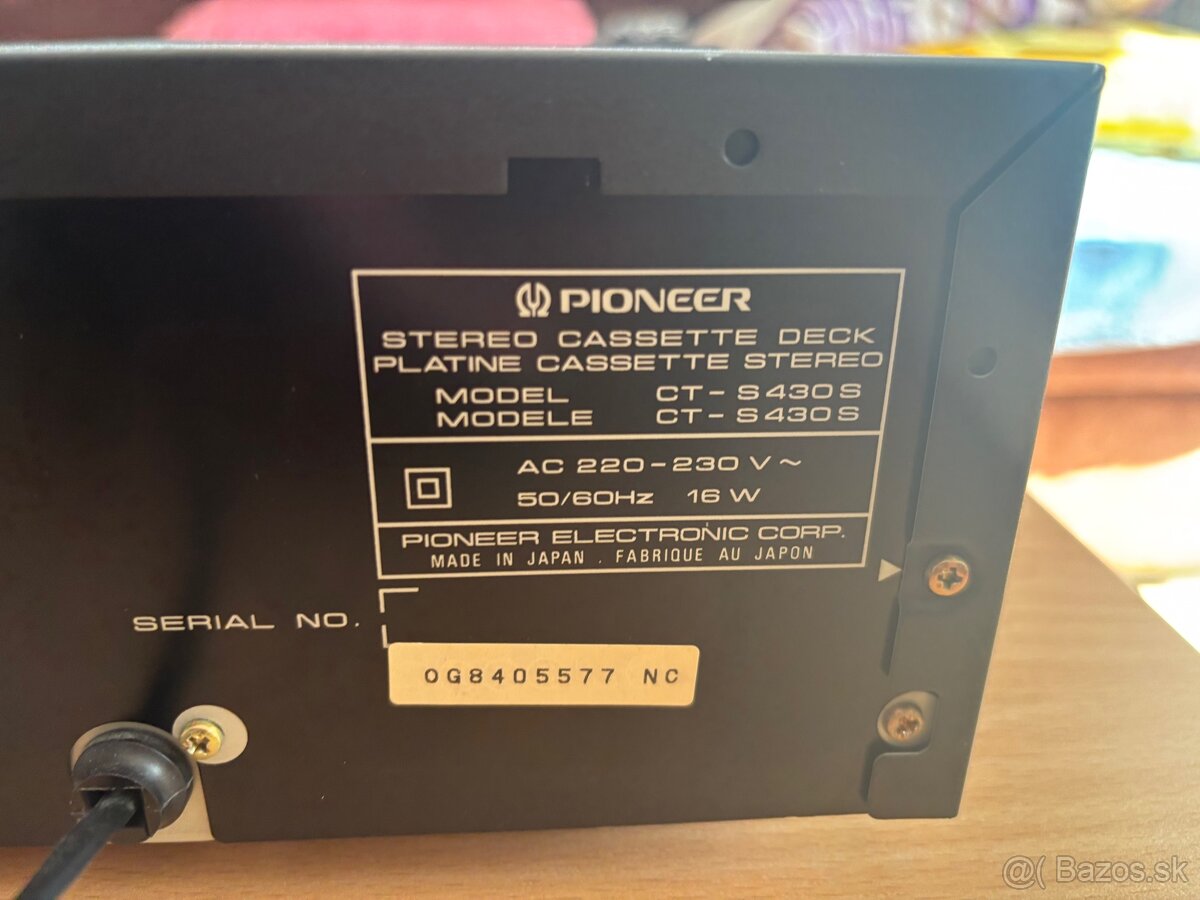 PIONEER
STEREO CASSETTE DECK
PLATINE CASSETTE STEREO
MODEL CT-S430S
MODELE CT-S430S
AC 220-230 V~
50/60Hz 16 W
PIONEER ELECTRONIC CORP.
MADE IN JAPAN . FABRIQUE AU JAPON
SERIAL NO.
0G8405577 NC
@( Bazos.sk